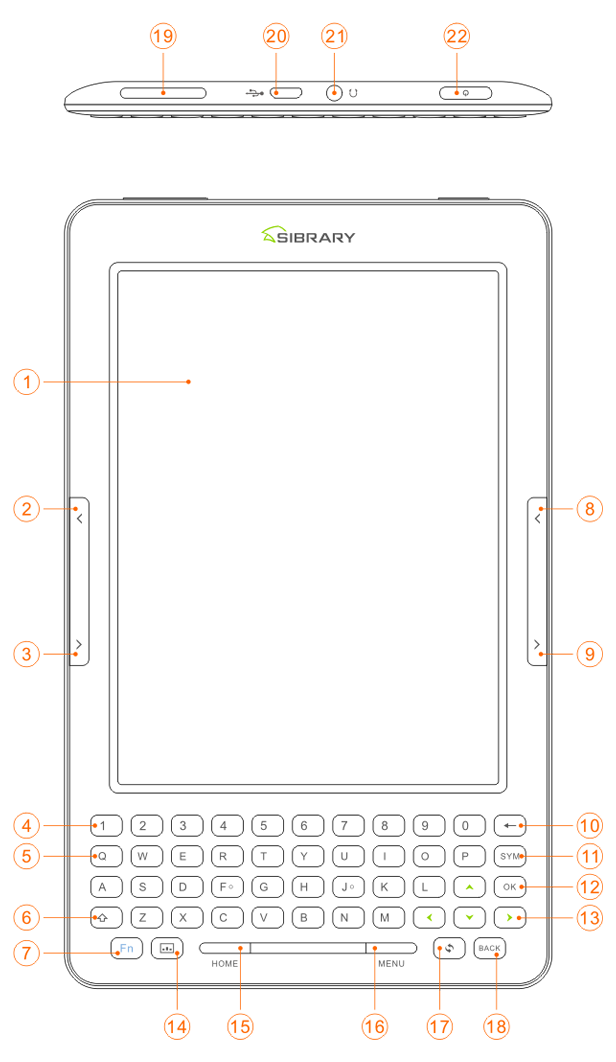 19 20 21 22
SIBRARY
1
2 8
3 9
4 1 2 3 4 5 6 7 8 9 0 10
5 Q W E R T Y U I O P SYM 11
A S D F G H J K L OK 12
6 Z X C V B N M 13
7 Fn BACK
HOME MENU
14 15 16 17 18